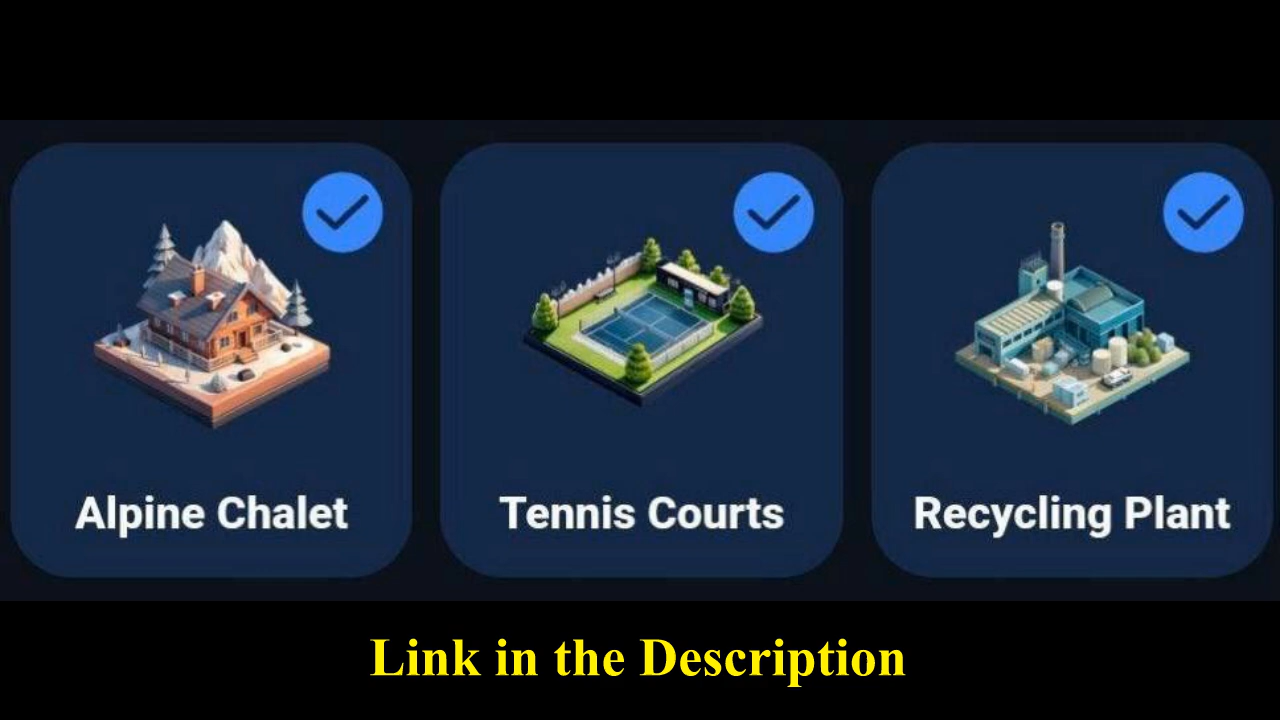 Alpine Chalet
Tennis Courts
Recycling Plant
Link in the Description